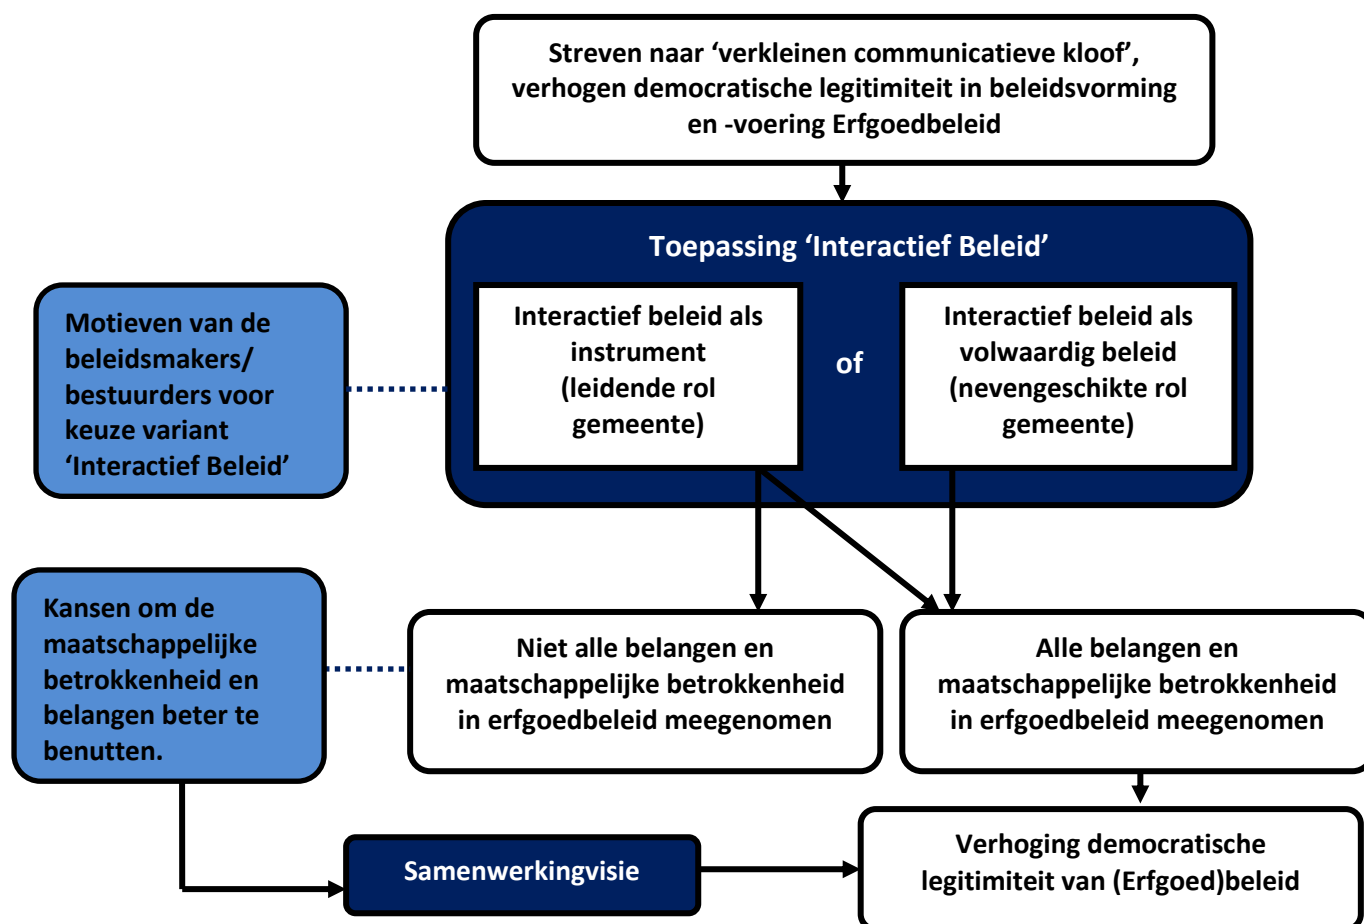 Streven naar ‘verkleinen communicatieve kloof’,
verhogen democratische legitimiteit in beleidsvorming
en -voering Erfgoedbeleid
Toepassing ‘Interactief Beleid’
Motieven van de
beleidsmakers/
bestuurders voor
keuze variant
‘Interactief Beleid’
Interactief beleid als
instrument
(leidende rol
gemeente)
of
Interactief beleid als
volwaardig beleid
(nevengeschikte rol
gemeente)
Kansen om de
maatschappelijke
betrokkenheid en
belangen beter te
benutten.
Niet alle belangen en
maatschappelijke betrokkenheid
in erfgoedbeleid meegenomen
Alle belangen en
maatschappelijke betrokkenheid
in erfgoedbeleid meegenomen
Samenwerkingvisie
Verhoging democratische
legitimiteit van (Erfgoed)beleid